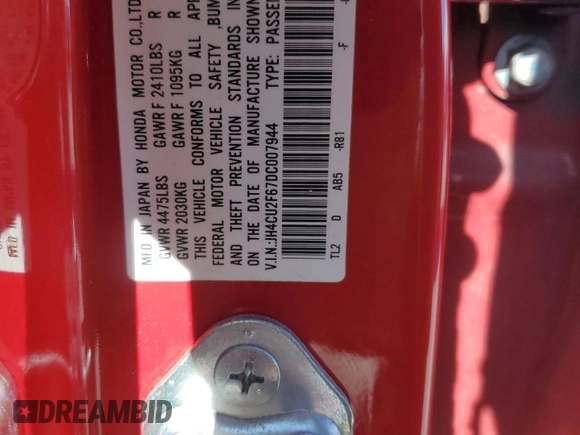 MFD IN JAPAN BY HONDA MOTOR CO.,LTD
GVWR 4475LBS GAWR F 2410LBS R
GVWR 2030KG GAWR F 1095KG R
THIS VEHICLE CONFORMS TO ALL
FEDERAL MOTOR VEHICLE SAFETY ,BUM
AND THEFT PREVENTION STANDARDS IN
ON THE DATE OF MANUFACTURE SHOWN
V.I.N.:JH4CU2F67DC007944 TYPE: PASSEN
TL2 D AB5 -R81 -F
DREAMBID